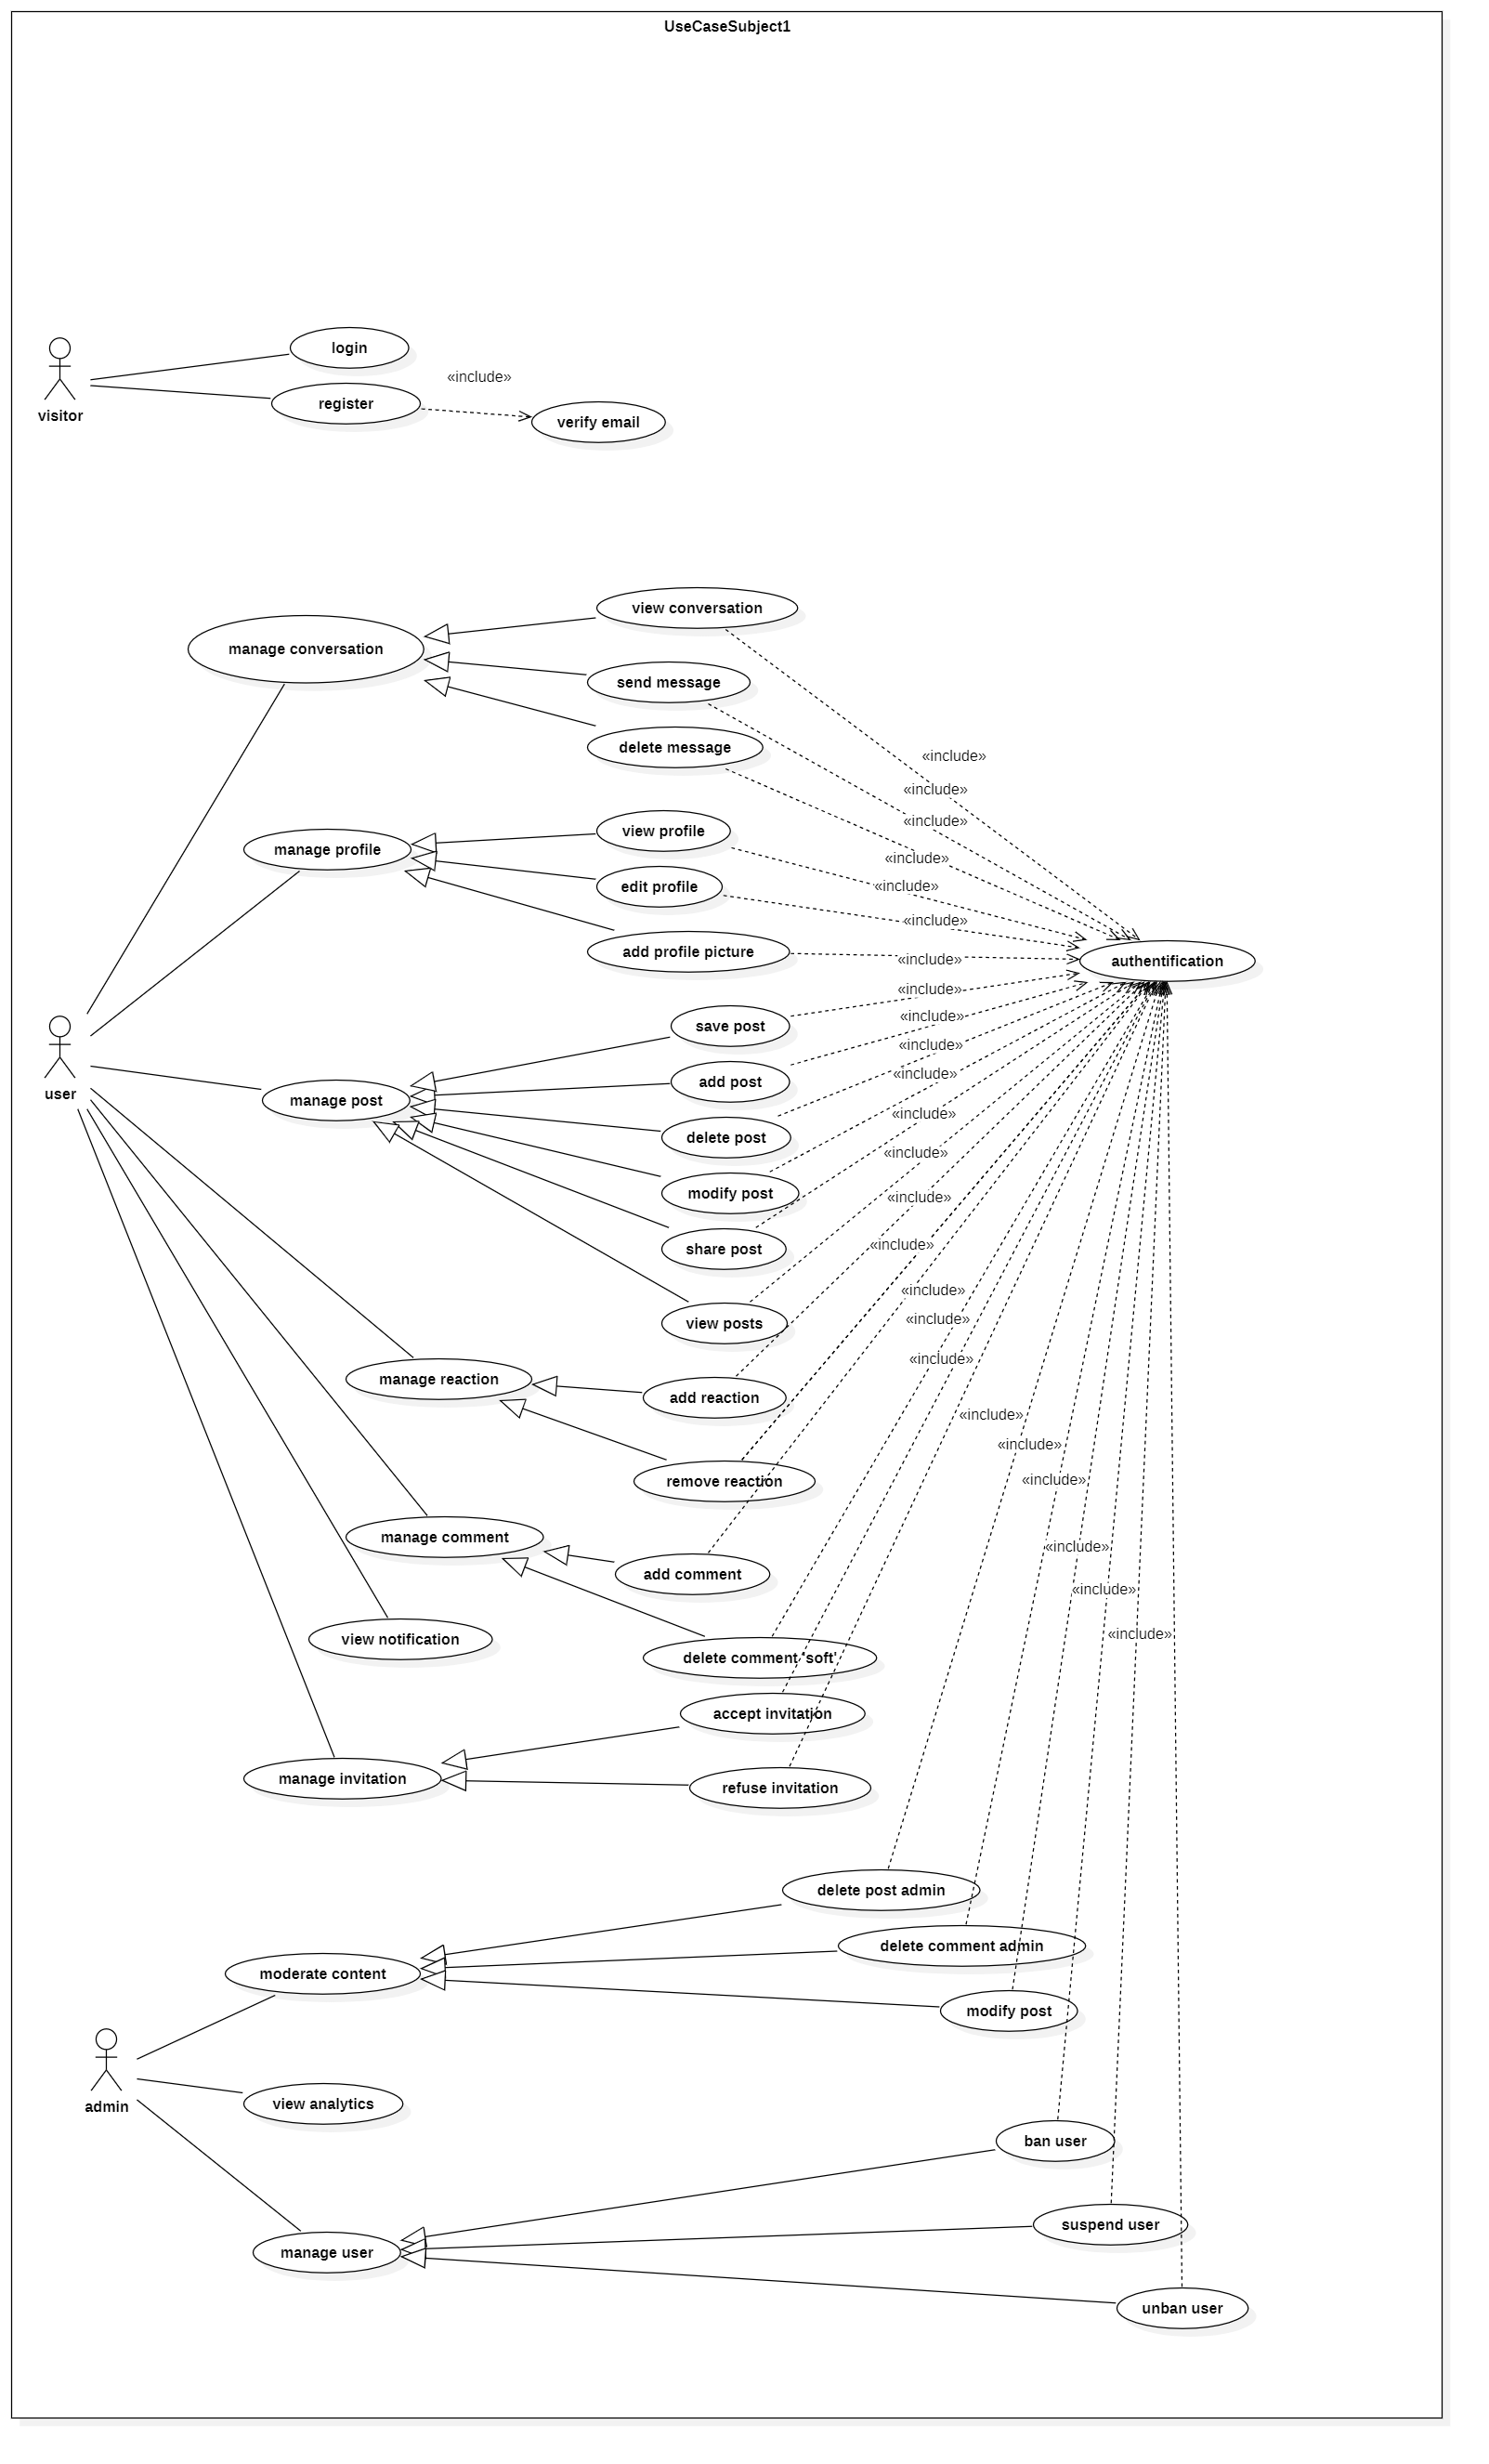 UseCaseSubject1
login
«include»
register
visitor
verify email
view conversation
manage conversation
send message
delete message
«include»
«include»
«include»
view profile
manage profile
«include»
edit profile
«include»
«include»
add profile picture
«include»
authentification
«include»
save post
«include»
«include»
add post
«include»
user
manage post
«include»
delete post
«include»
modify post
«include»
share post
«include»
«include»
«include»
view posts
«include»
manage reaction
add reaction
«include»
«include»
remove reaction
«include»
manage comment
«include»
add comment
«include»
«include»
view notification
delete comment 'soft'
accept invitation
manage invitation
refuse invitation
delete post admin
delete comment admin
moderate content
modify post
view analytics
admin
ban user
suspend user
manage user
unban user